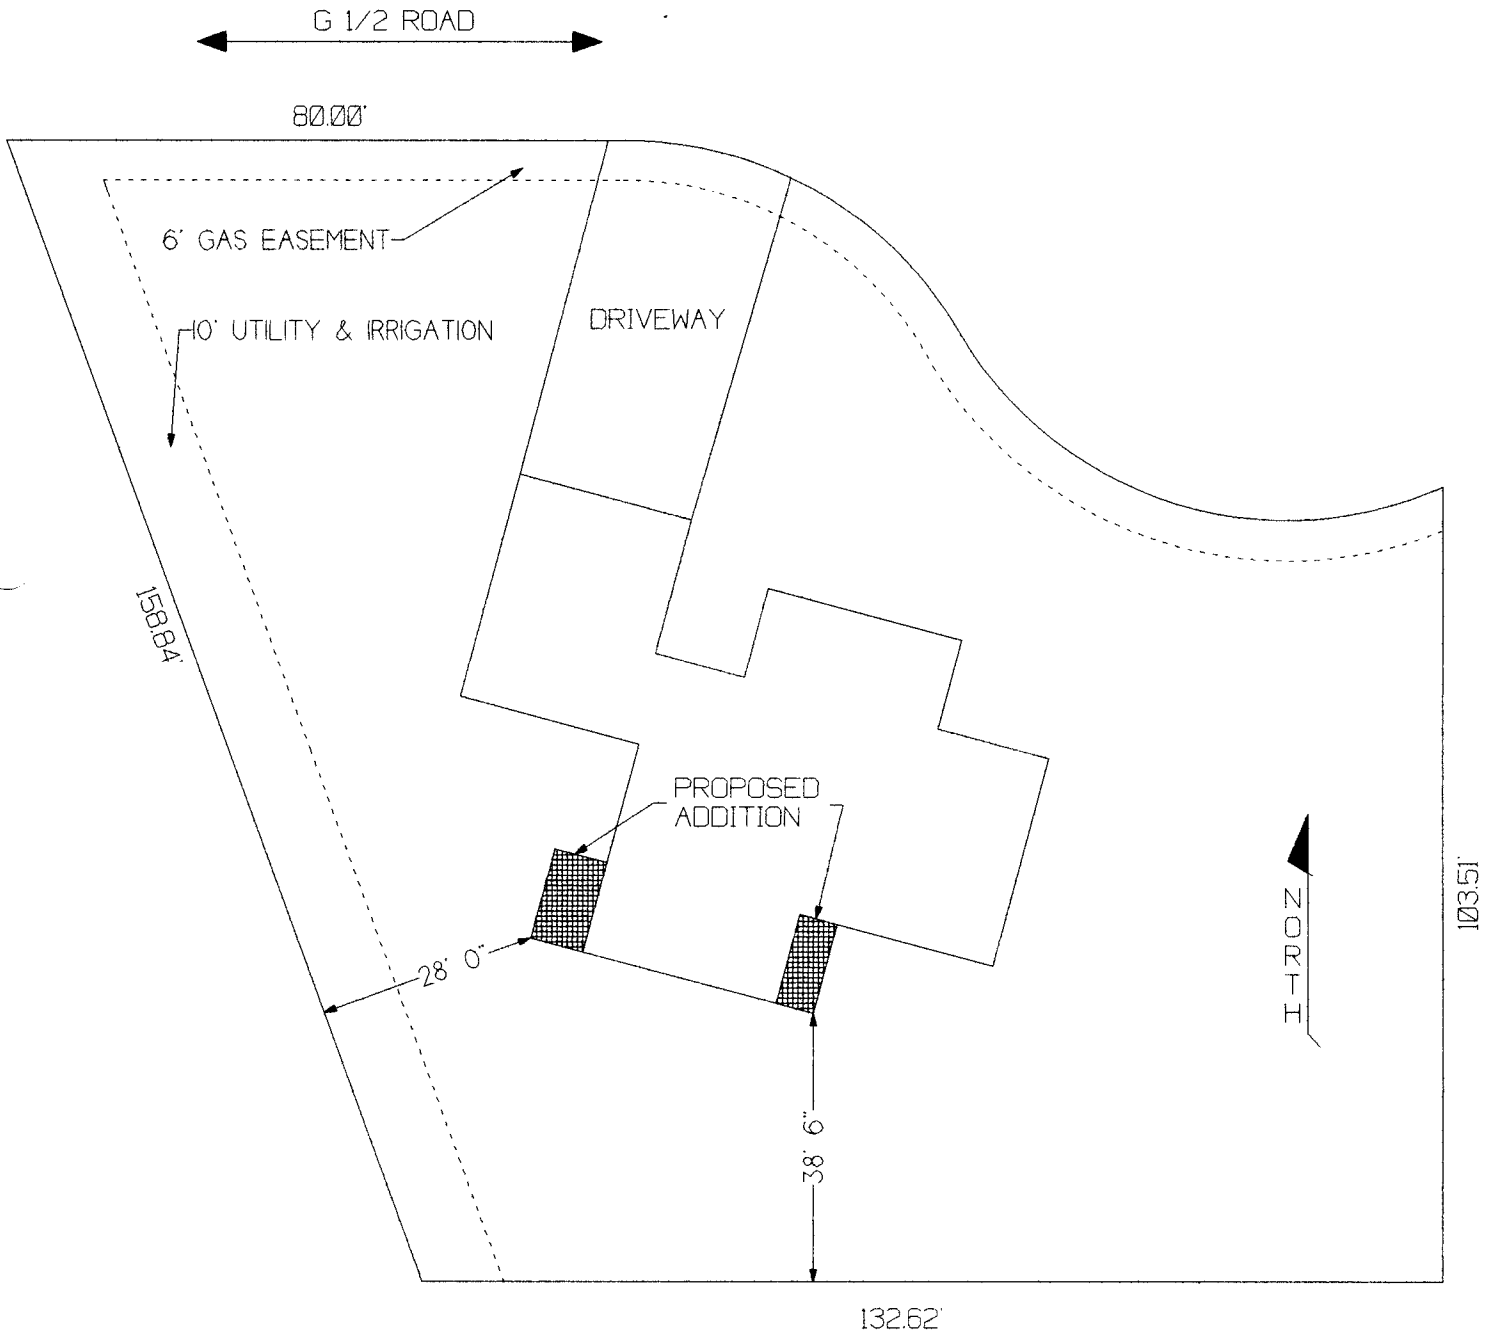 G 1/2 ROAD
80.00'
6' GAS EASEMENT
10' UTILITY & IRRIGATION
DRIVEWAY
158.84'
PROPOSED
ADDITION
28' 0"
38' 6"
NORTH
103.51'
132.62'